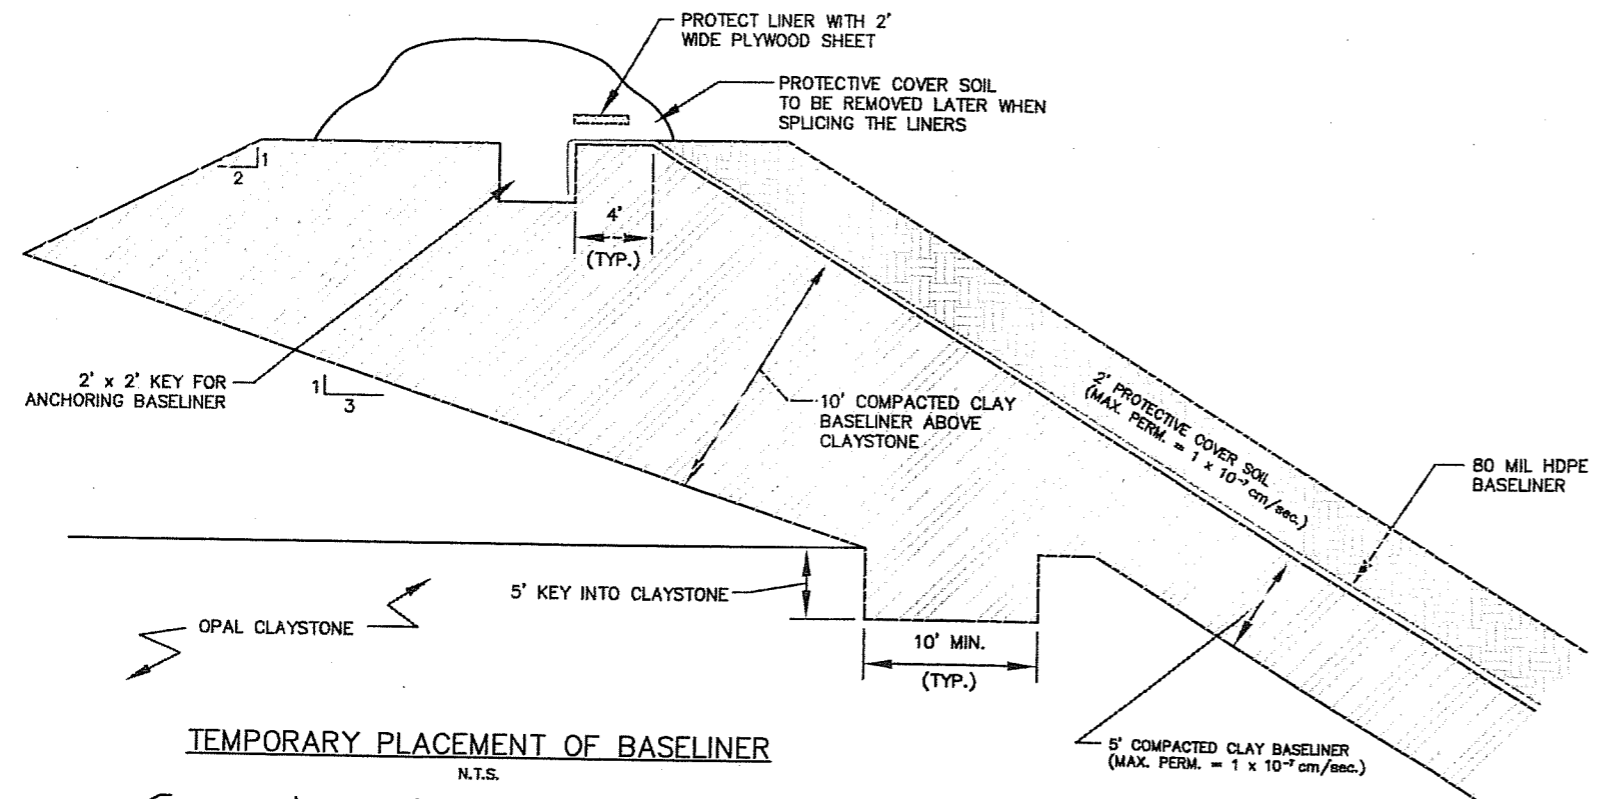 PROTECT LINER WITH 2'
WIDE PLYWOOD SHEET
PROTECTIVE COVER SOIL
TO BE REMOVED LATER WHEN
SPLICING THE LINERS
1
2
4'
(TYP.)
2' x 2' KEY FOR
ANCHORING BASELINER
1
3
10' COMPACTED CLAY
BASELINER ABOVE
CLAYSTONE
2' PROTECTIVE COVER SOIL
(MAX. PERM. = 1 x 10⁻⁷ cm/sec.)
80 MIL HDPE
BASELINER
5' KEY INTO CLAYSTONE
OPAL CLAYSTONE
10' MIN.
(TYP.)
5' COMPACTED CLAY BASELINER
(MAX. PERM. = 1 x 10⁻⁷ cm/sec.)
TEMPORARY PLACEMENT OF BASELINER
N.T.S.